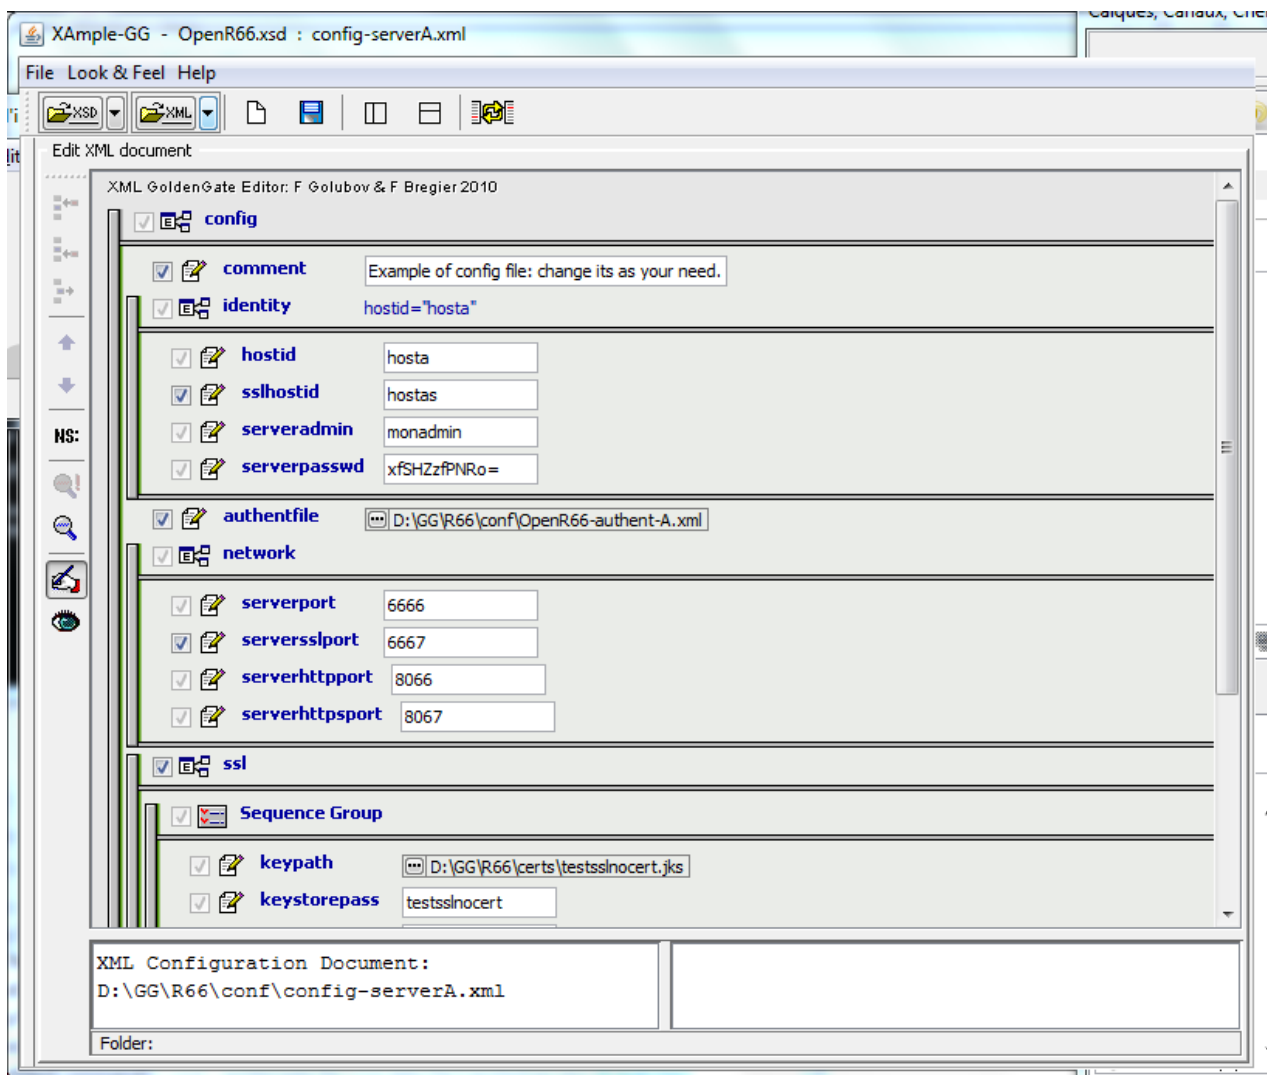 Calques, Canaux, Che
XAmple-GG - OpenR66.xsd : config-serverA.xml
File Look & Feel Help
XSD XML
Edit XML document
XML GoldenGate Editor: F Golubov & F Bregier 2010
config
comment Example of config file: change its as your need.
identity hostid="hosta"
hostid hosta
sslhostid hostas
serveradmin monadmin
NS:
serverpasswd xfSHZzfPNRo=
authentfile D:\GG\R66\conf\OpenR66-authent-A.xml
network
serverport 6666
serversslport 6667
serverhttpport 8066
serverhttpsport 8067
ssl
Sequence Group
keypath D:\GG\R66\certs\testsslnocert.jks
keystorepass testsslnocert
XML Configuration Document:
D:\GG\R66\conf\config-serverA.xml
Folder: